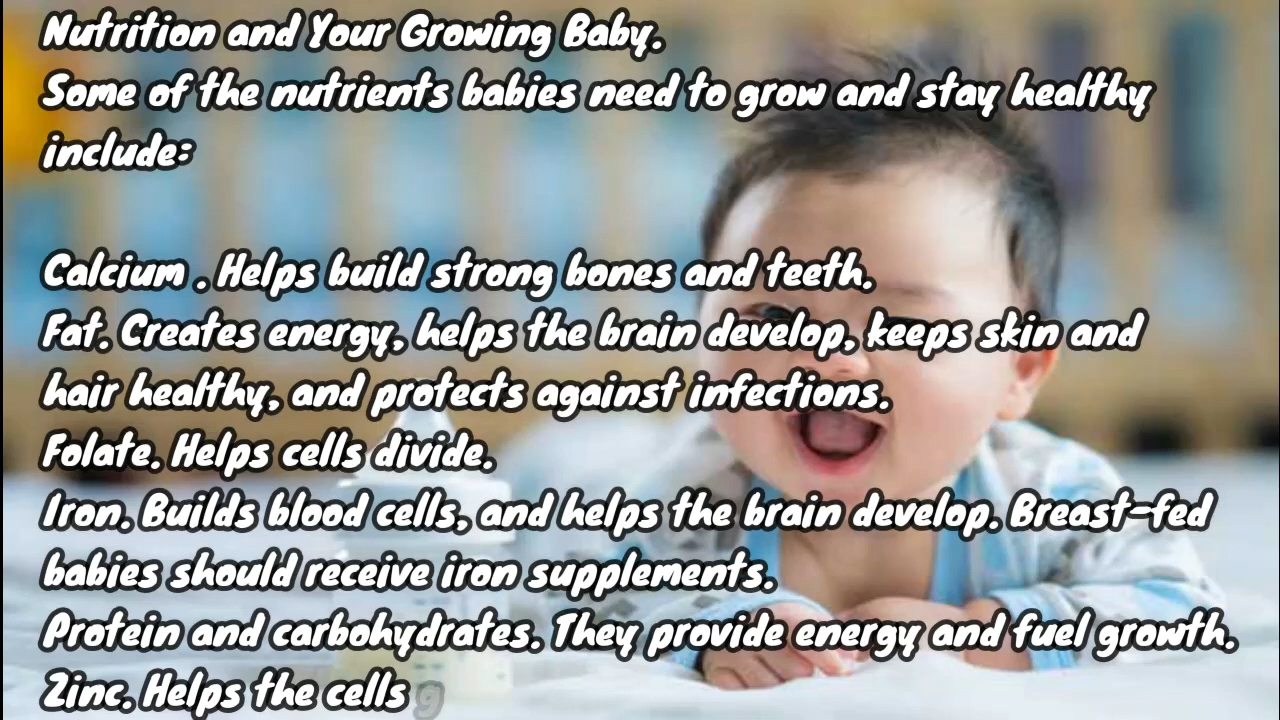 Nutrition and Your Growing Baby.
Some of the nutrients babies need to grow and stay healthy
include:
Calcium . Helps build strong bones and teeth.
Fat. Creates energy, helps the brain develop, keeps skin and
hair healthy, and protects against infections.
Folate. Helps cells divide.
Iron. Builds blood cells, and helps the brain develop. Breast-fed
babies should receive iron supplements.
Protein and carbohydrates. They provide energy and fuel growth.
Zinc. Helps the cells g